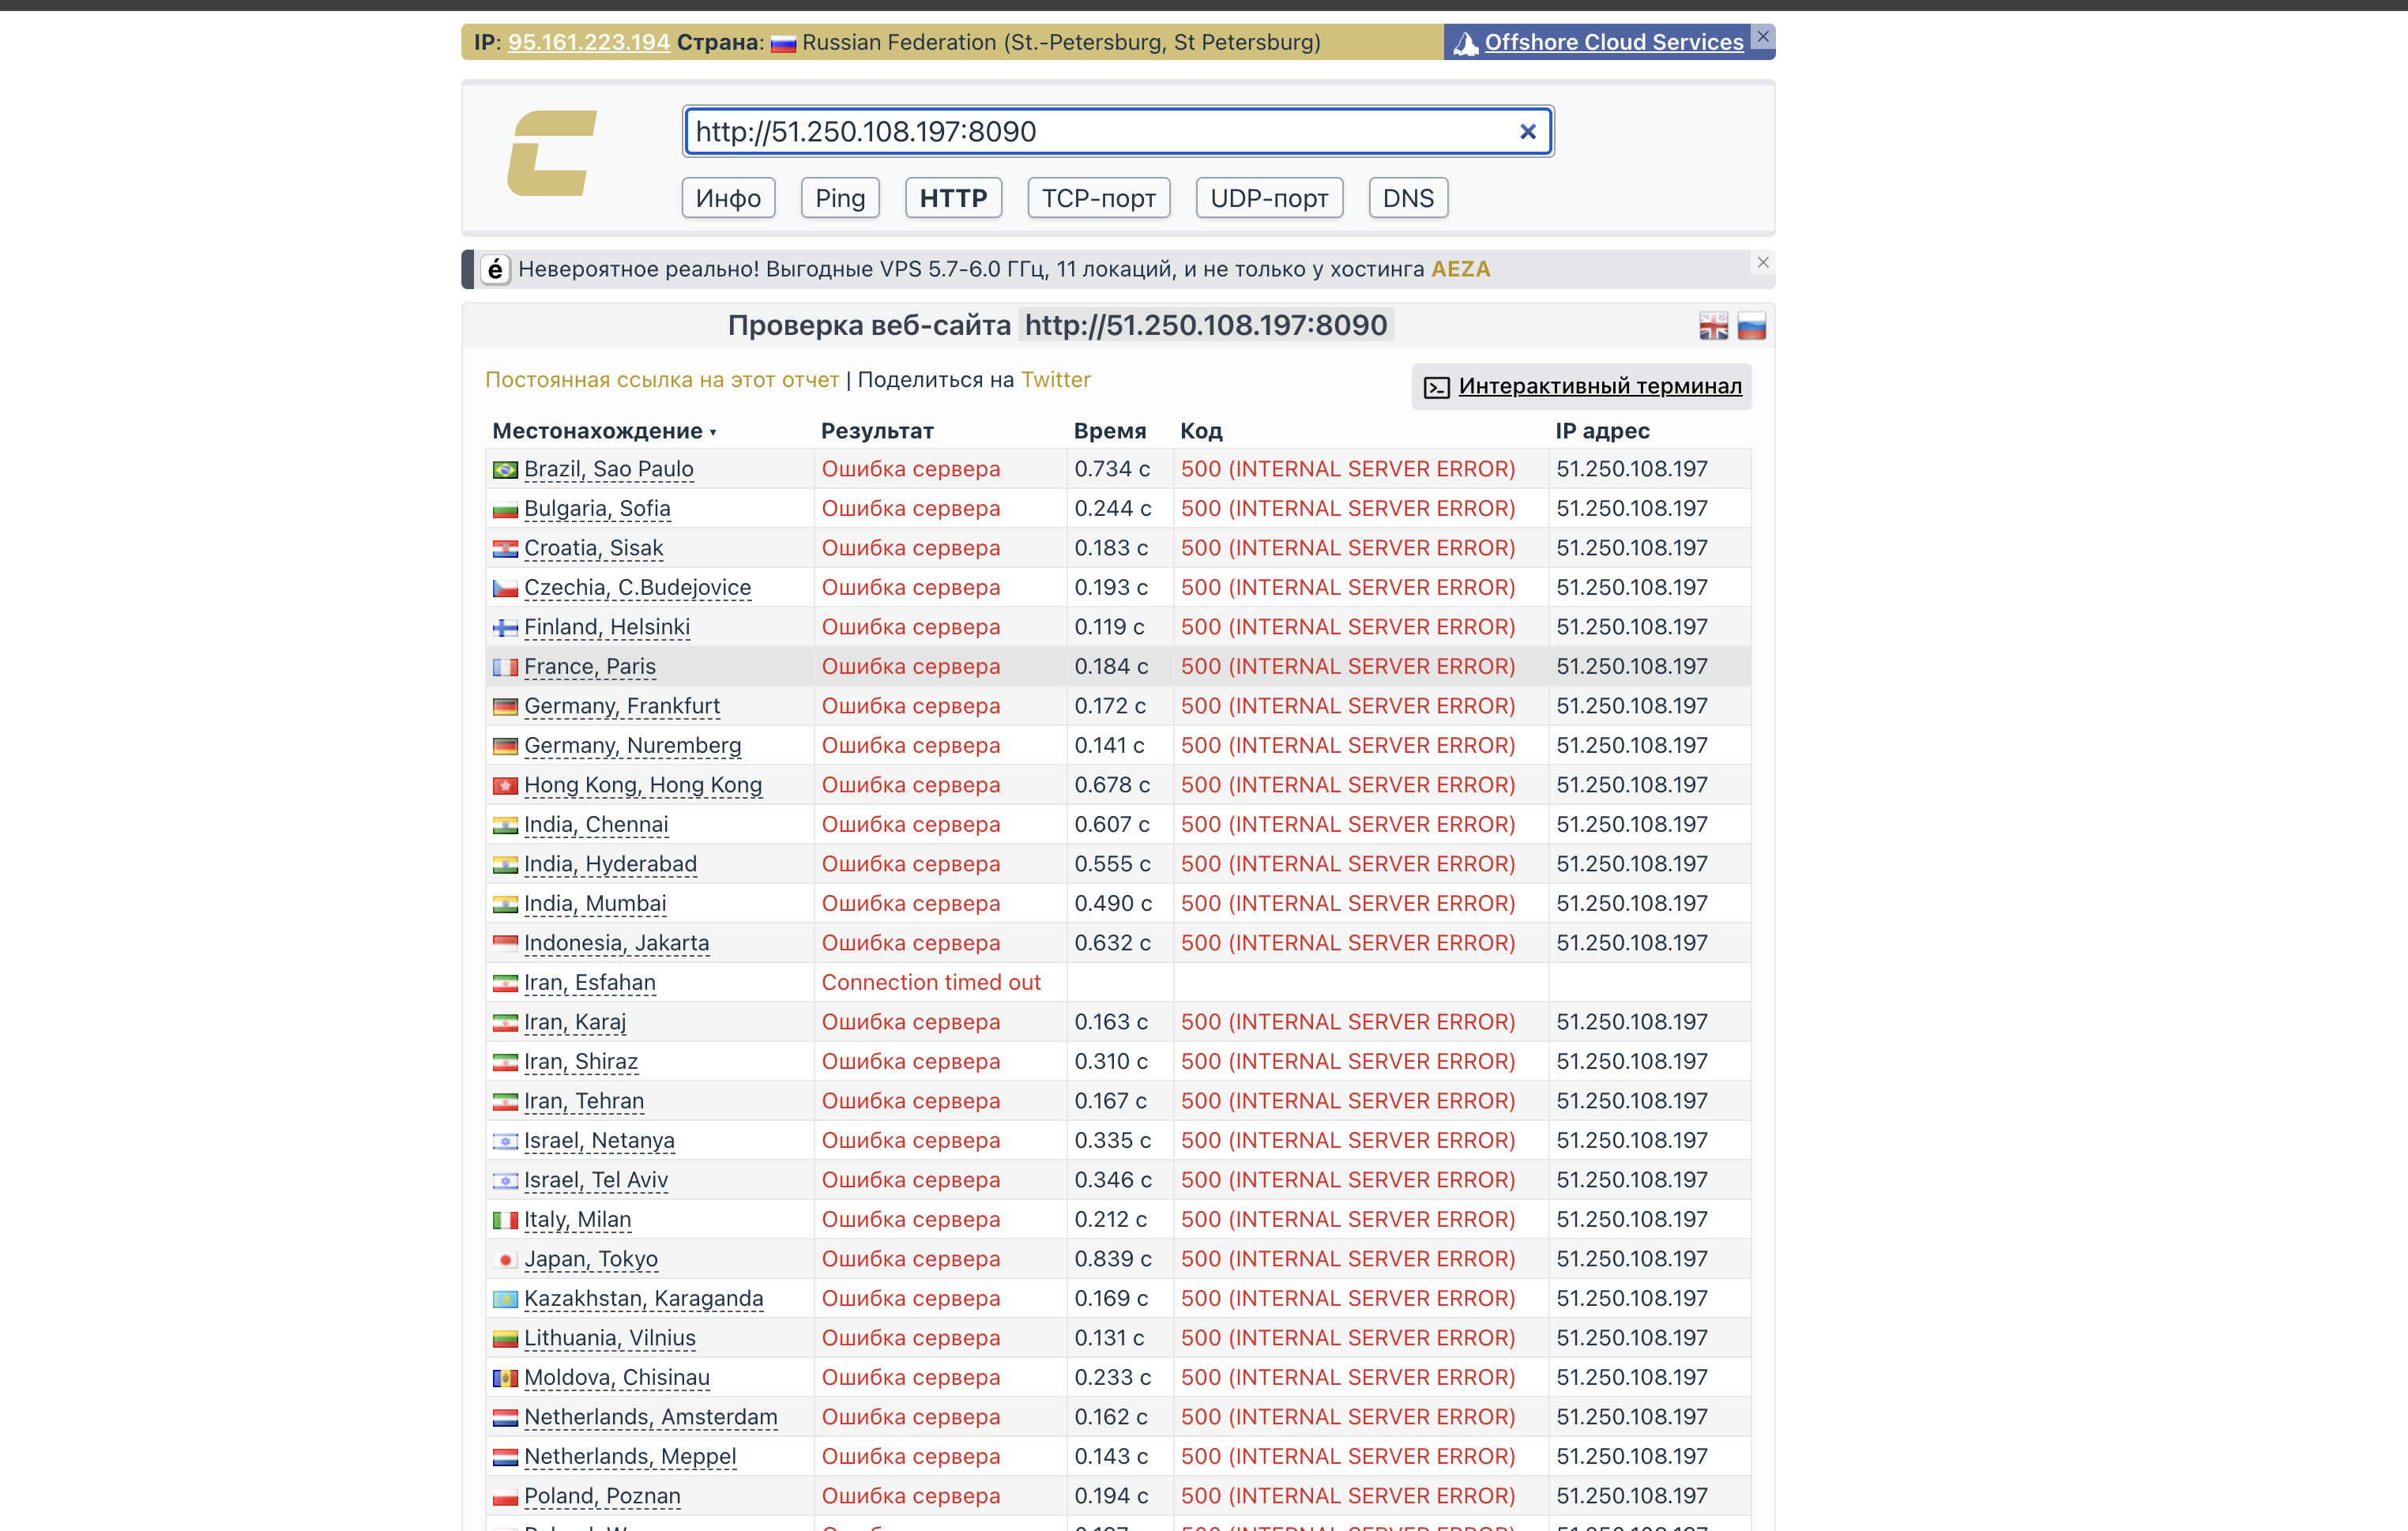 IP: 95.161.223.194 Страна: Russian Federation (St.-Petersburg, St Petersburg)
Offshore Cloud Services
http://51.250.108.197:8090
Инфо Ping HTTP TCP-порт UDP-порт DNS
é Невероятное реально! Выгодные VPS 5.7-6.0 ГГц, 11 локаций, и не только у хостинга AEZA
Проверка веб-сайта http://51.250.108.197:8090
Постоянная ссылка на этот отчет | Поделиться на Twitter
Интерактивный терминал
Местонахождение Результат Время Код IP адрес
Brazil, Sao Paulo Ошибка сервера 0.734 с 500 (INTERNAL SERVER ERROR) 51.250.108.197
Bulgaria, Sofia Ошибка сервера 0.244 с 500 (INTERNAL SERVER ERROR) 51.250.108.197
Croatia, Sisak Ошибка сервера 0.183 с 500 (INTERNAL SERVER ERROR) 51.250.108.197
Czechia, C.Budejovice Ошибка сервера 0.193 с 500 (INTERNAL SERVER ERROR) 51.250.108.197
Finland, Helsinki Ошибка сервера 0.119 с 500 (INTERNAL SERVER ERROR) 51.250.108.197
France, Paris Ошибка сервера 0.184 с 500 (INTERNAL SERVER ERROR) 51.250.108.197
Germany, Frankfurt Ошибка сервера 0.172 с 500 (INTERNAL SERVER ERROR) 51.250.108.197
Germany, Nuremberg Ошибка сервера 0.141 с 500 (INTERNAL SERVER ERROR) 51.250.108.197
Hong Kong, Hong Kong Ошибка сервера 0.678 с 500 (INTERNAL SERVER ERROR) 51.250.108.197
India, Chennai Ошибка сервера 0.607 с 500 (INTERNAL SERVER ERROR) 51.250.108.197
India, Hyderabad Ошибка сервера 0.555 с 500 (INTERNAL SERVER ERROR) 51.250.108.197
India, Mumbai Ошибка сервера 0.490 с 500 (INTERNAL SERVER ERROR) 51.250.108.197
Indonesia, Jakarta Ошибка сервера 0.632 с 500 (INTERNAL SERVER ERROR) 51.250.108.197
Iran, Esfahan Connection timed out
Iran, Karaj Ошибка сервера 0.163 с 500 (INTERNAL SERVER ERROR) 51.250.108.197
Iran, Shiraz Ошибка сервера 0.310 с 500 (INTERNAL SERVER ERROR) 51.250.108.197
Iran, Tehran Ошибка сервера 0.167 с 500 (INTERNAL SERVER ERROR) 51.250.108.197
Israel, Netanya Ошибка сервера 0.335 с 500 (INTERNAL SERVER ERROR) 51.250.108.197
Israel, Tel Aviv Ошибка сервера 0.346 с 500 (INTERNAL SERVER ERROR) 51.250.108.197
Italy, Milan Ошибка сервера 0.212 с 500 (INTERNAL SERVER ERROR) 51.250.108.197
Japan, Tokyo Ошибка сервера 0.839 с 500 (INTERNAL SERVER ERROR) 51.250.108.197
Kazakhstan, Karaganda Ошибка сервера 0.169 с 500 (INTERNAL SERVER ERROR) 51.250.108.197
Lithuania, Vilnius Ошибка сервера 0.131 с 500 (INTERNAL SERVER ERROR) 51.250.108.197
Moldova, Chisinau Ошибка сервера 0.233 с 500 (INTERNAL SERVER ERROR) 51.250.108.197
Netherlands, Amsterdam Ошибка сервера 0.162 с 500 (INTERNAL SERVER ERROR) 51.250.108.197
Netherlands, Meppel Ошибка сервера 0.143 с 500 (INTERNAL SERVER ERROR) 51.250.108.197
Poland, Poznan Ошибка сервера 0.194 с 500 (INTERNAL SERVER ERROR) 51.250.108.197